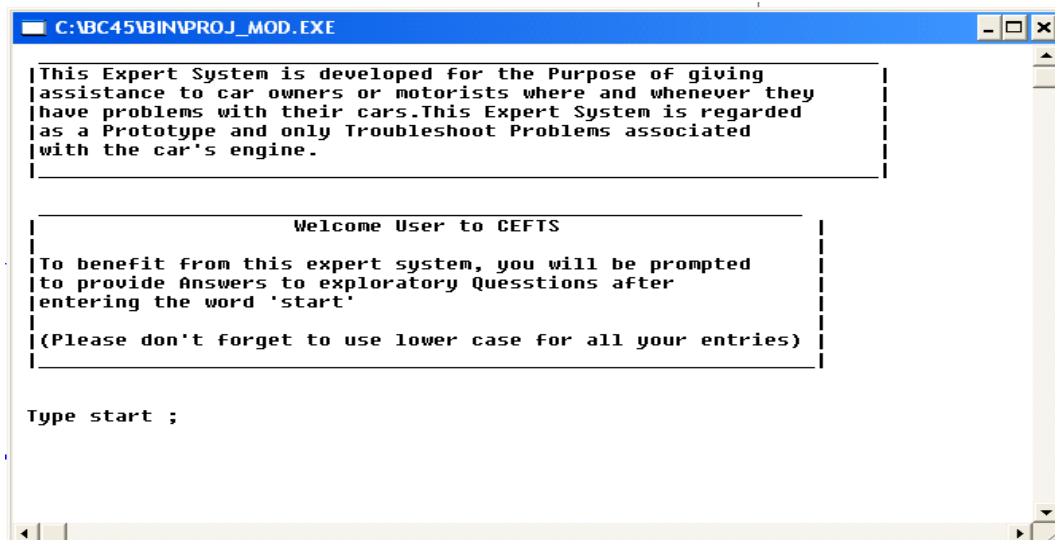 C:\BC45\BIN\PROJ_MOD.EXE
This Expert System is developed for the Purpose of giving
assistance to car owners or motorists where and whenever they
have problems with their cars.This Expert System is regarded
as a Prototype and only Troubleshoot Problems associated
with the car's engine.
Welcome User to CEFTS
To benefit from this expert system, you will be prompted
to provide Answers to exploratory Quesstions after
entering the word 'start'
(Please don't forget to use lower case for all your entries)
Type start ;